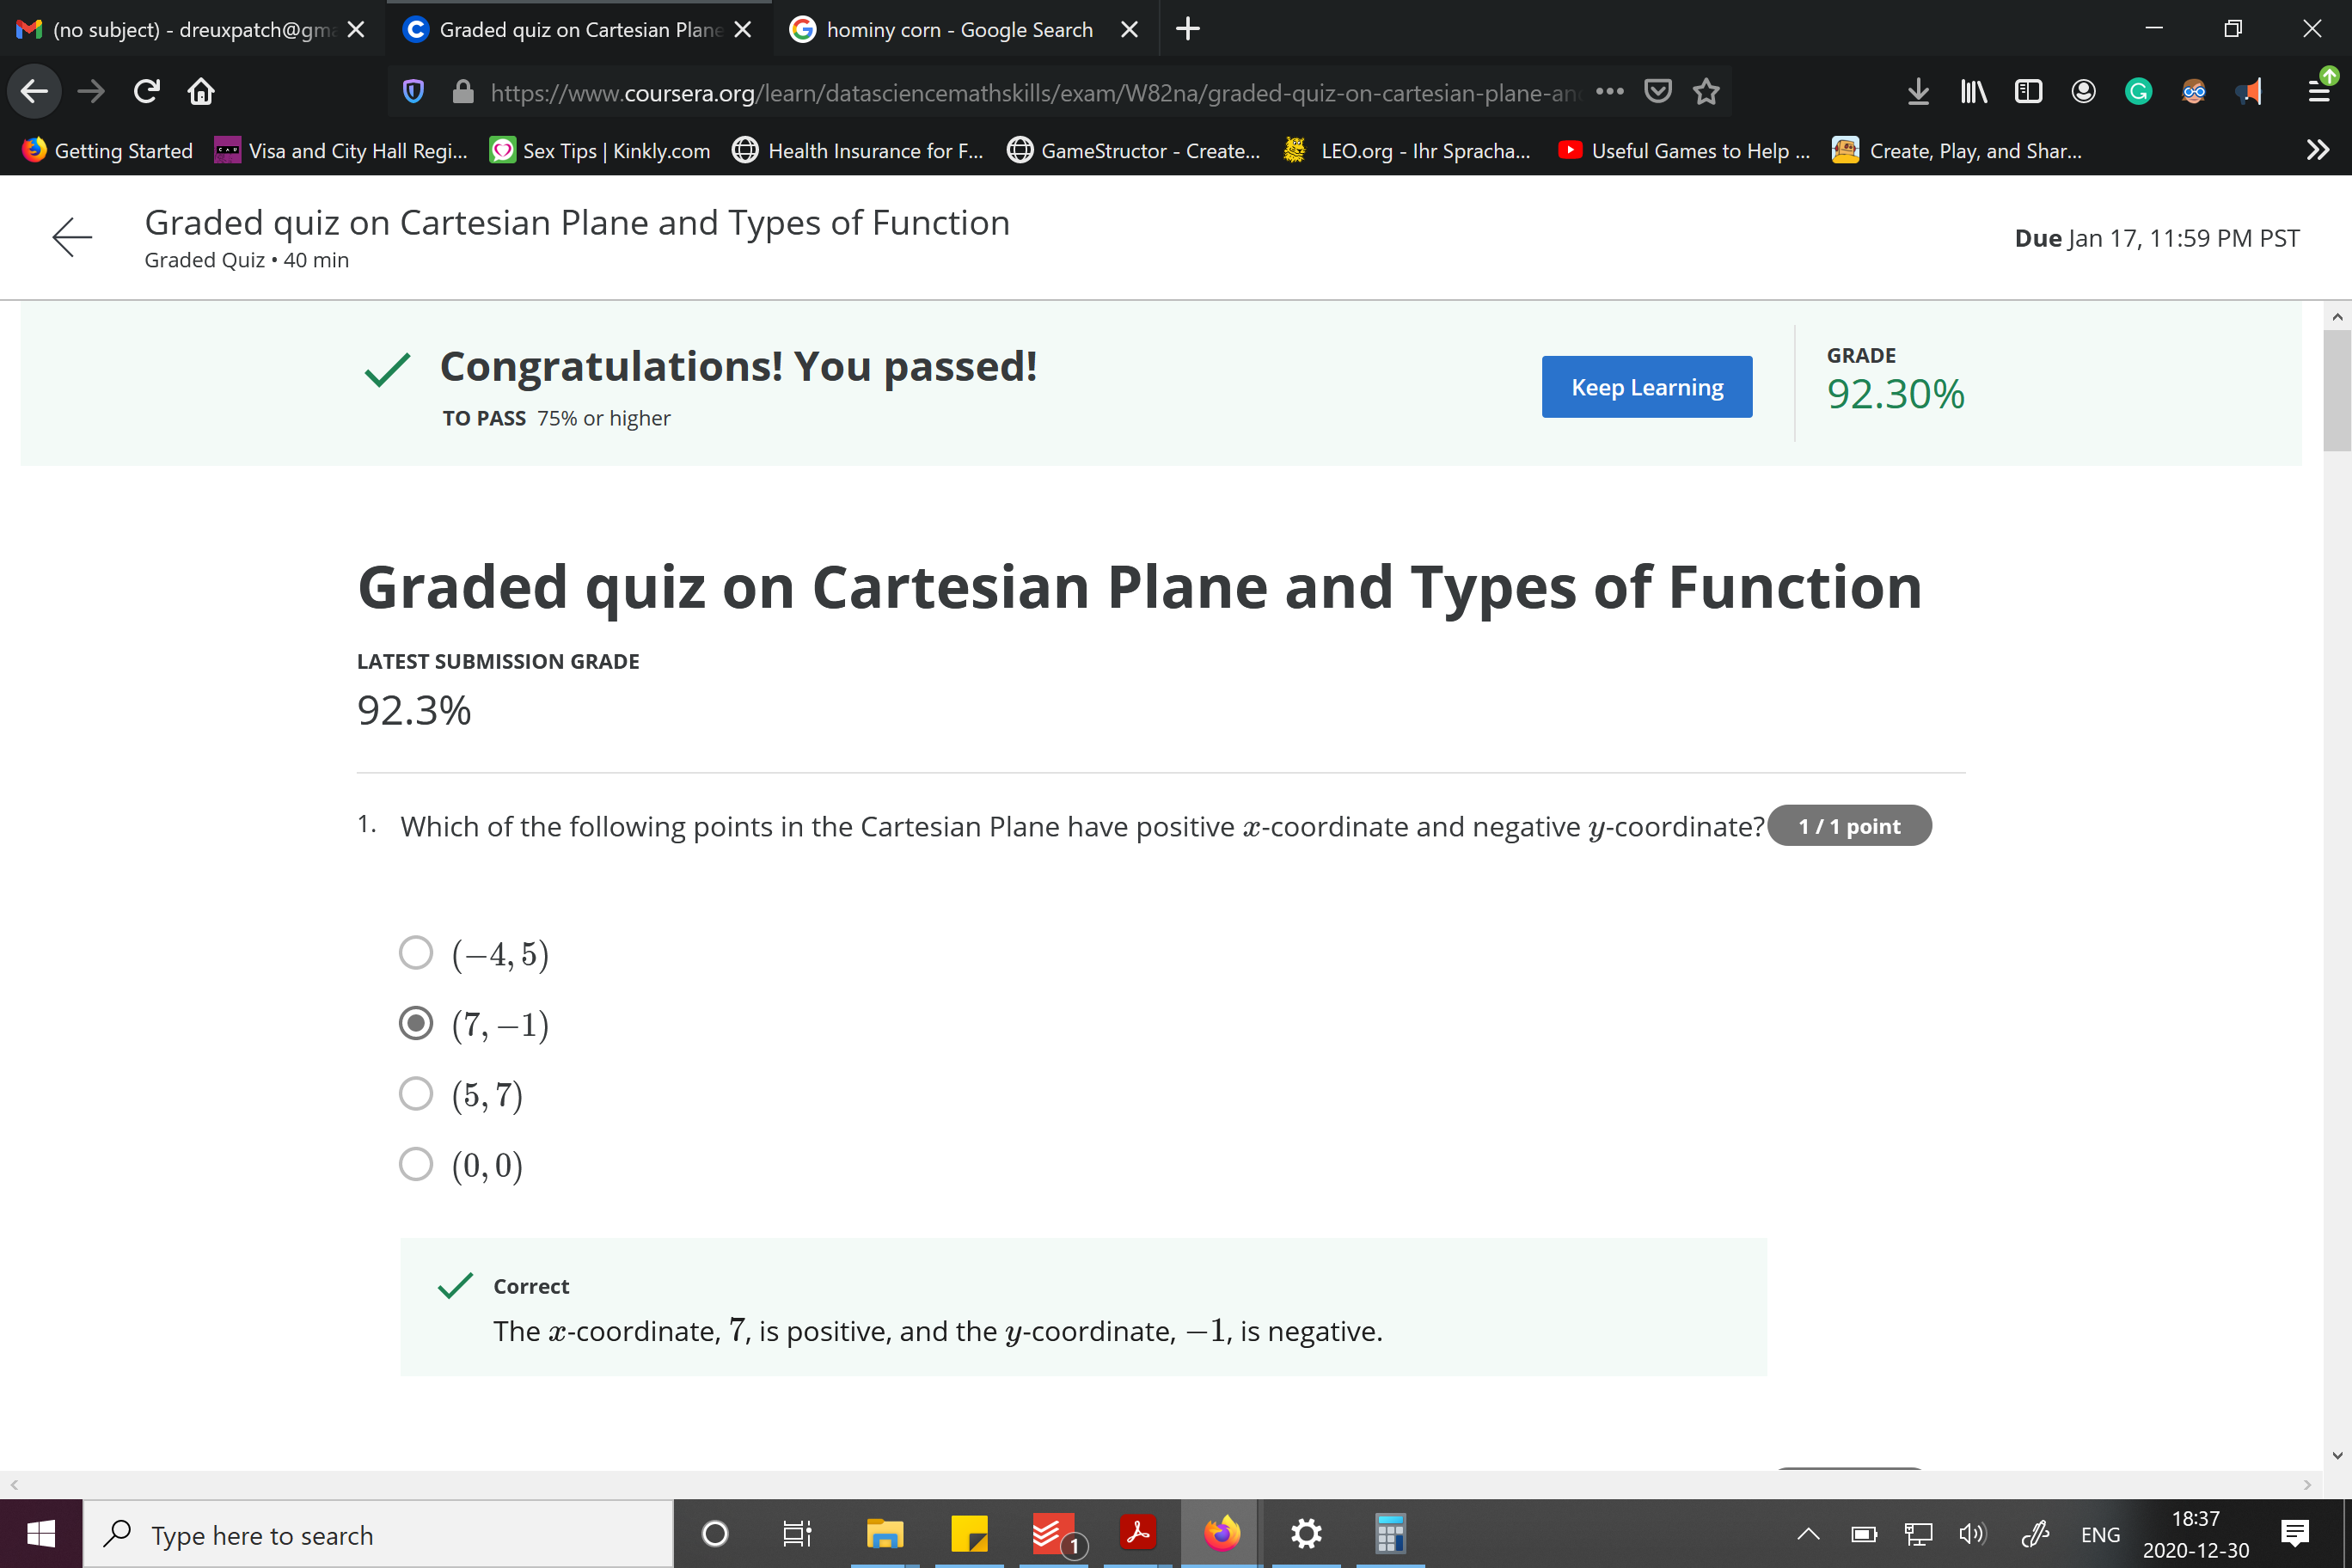 (no subject) - dreuxpatch@gma
Graded quiz on Cartesian Plane
hominy corn - Google Search
https://www.coursera.org/learn/datasciencemathskills/exam/W82na/graded-quiz-on-cartesian-plane-and
Getting Started
Visa and City Hall Regi...
Sex Tips | Kinkly.com
Health Insurance for F...
GameStructor - Create...
LEO.org - Ihr Spracha...
Useful Games to Help ...
Create, Play, and Shar...
Graded quiz on Cartesian Plane and Types of Function
Graded Quiz • 40 min
Due Jan 17, 11:59 PM PST
Congratulations! You passed!
TO PASS 75% or higher
Keep Learning
GRADE
92.30%
Graded quiz on Cartesian Plane and Types of Function
LATEST SUBMISSION GRADE
92.3%
1. Which of the following points in the Cartesian Plane have positive x-coordinate and negative y-coordinate?
1 / 1 point
(−4, 5)
(7, −1)
(5, 7)
(0, 0)
Correct
The x-coordinate, 7, is positive, and the y-coordinate, −1, is negative.
Type here to search
1
ENG
18:37
2020-12-30